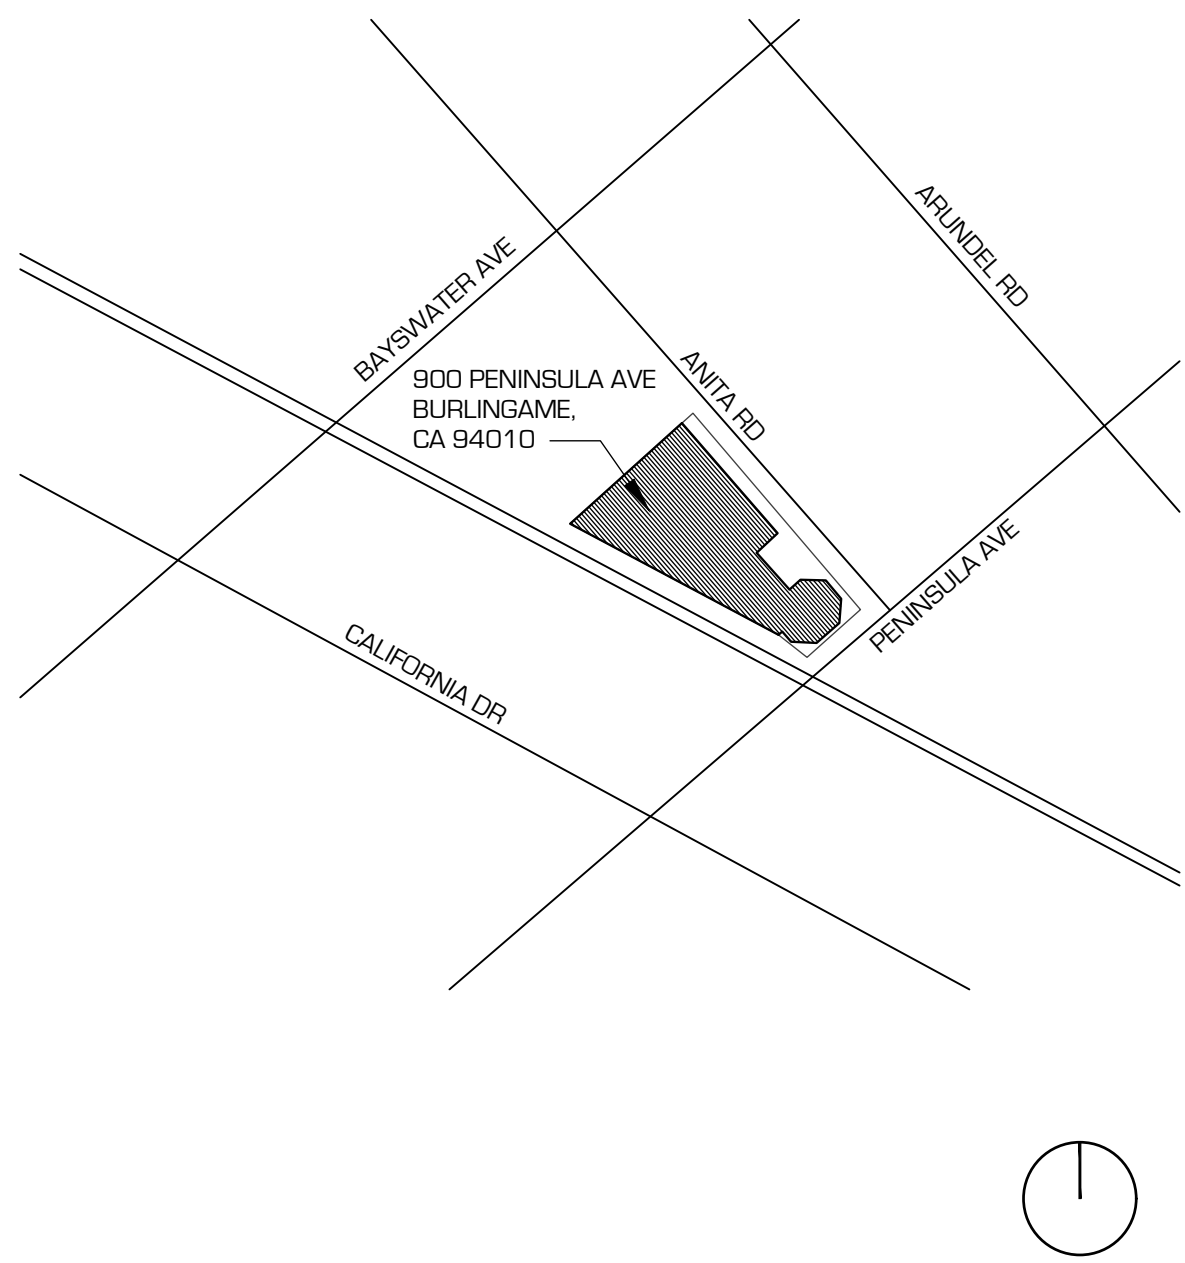 ARUNDEL RD
BAYSWATER AVE
ANITA RD
900 PENINSULA AVE
BURLINGAME,
CA 94010
PENINSULA AVE
CALIFORNIA DR